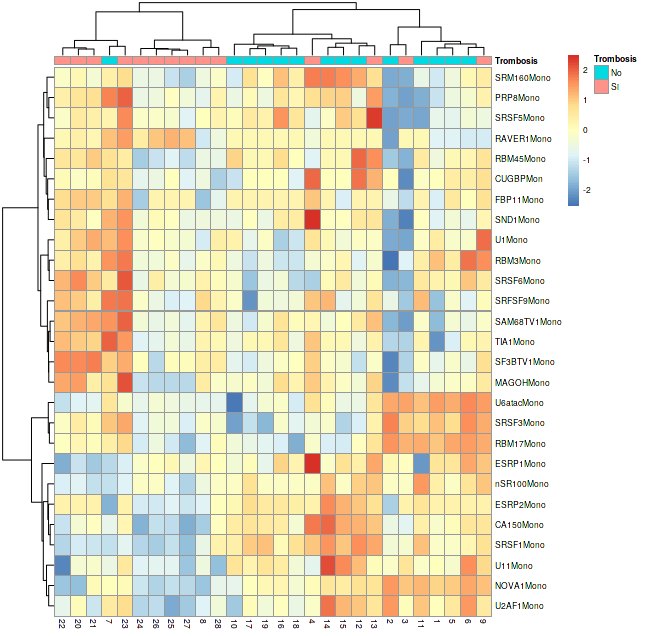 Trombosis
SRM160Mono
PRP8Mono
SRSF5Mono
RAVER1Mono
RBM45Mono
CUGBPMon
FBP11Mono
SND1Mono
U1Mono
RBM3Mono
SRSF6Mono
SRFSF9Mono
SAM68TV1Mono
TIA1Mono
SF3BTV1Mono
MAGOHMono
U6atacMono
SRSF3Mono
RBM17Mono
ESRP1Mono
nSR100Mono
ESRP2Mono
CA150Mono
SRSF1Mono
U11Mono
NOVA1Mono
U2AF1Mono
22 20 21 7 23 24 26 25 27 8 28 10 17 19 16 18 4 14 15 12 13 2 3 11 1 5 6 9
2
1
0
-1
-2
Trombosis
No
SI